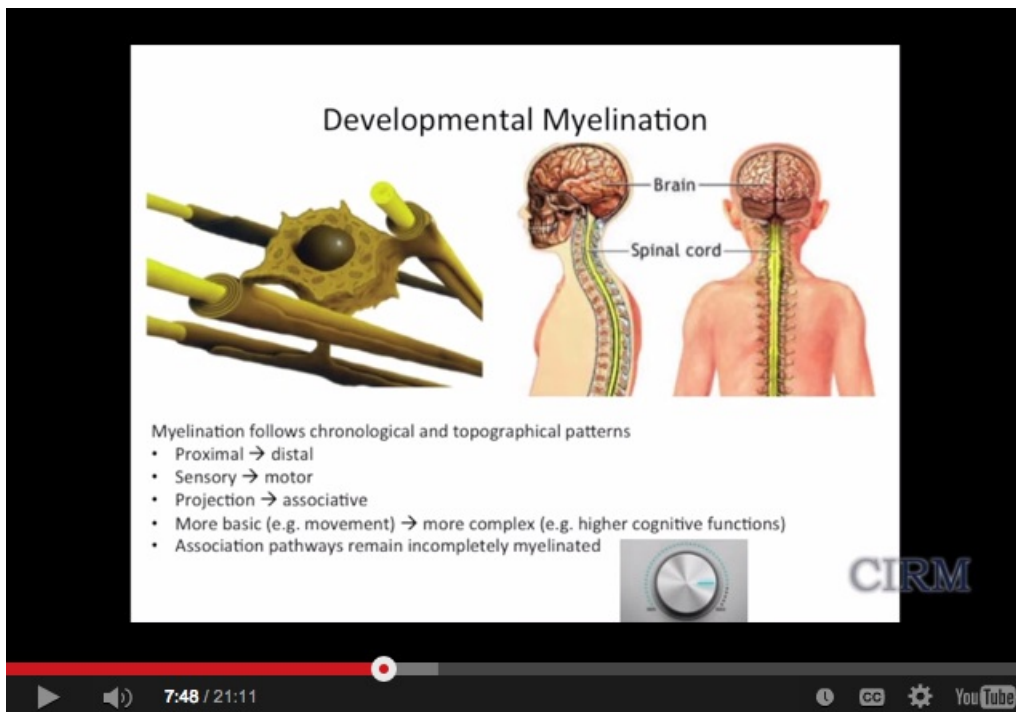 Developmental Myelination
Brain
Spinal cord
Myelination follows chronological and topographical patterns
• Proximal → distal
• Sensory → motor
• Projection → associative
• More basic (e.g. movement) → more complex (e.g. higher cognitive functions)
• Association pathways remain incompletely myelinated
CIRM
7:48 / 21:11
CC
YouTube